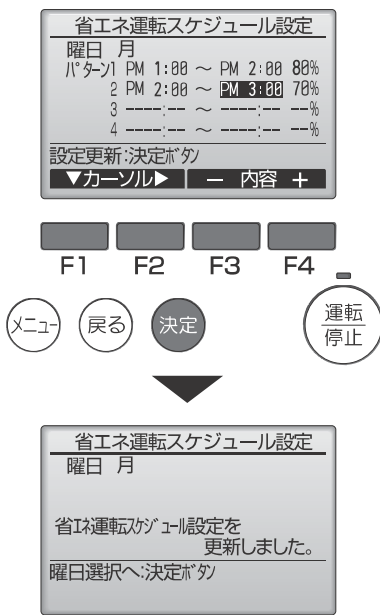 省エネ運転スケジュール設定
曜日 月
パターン1 PM 1:00 ～ PM 2:00 80%
2 PM 2:00 ～ PM 3:00 70%
3 ----:-- ～ ----:-- --%
4 ----:-- ～ ----:-- --%
設定更新:決定ボタン
▼カーソル▶ − 内容 +
F1 F2 F3 F4
メニュー 戻る 決定 運転
停止
省エネ運転スケジュール設定
曜日 月
省エネ運転スケジュール設定を
更新しました。
曜日選択へ:決定ボタン